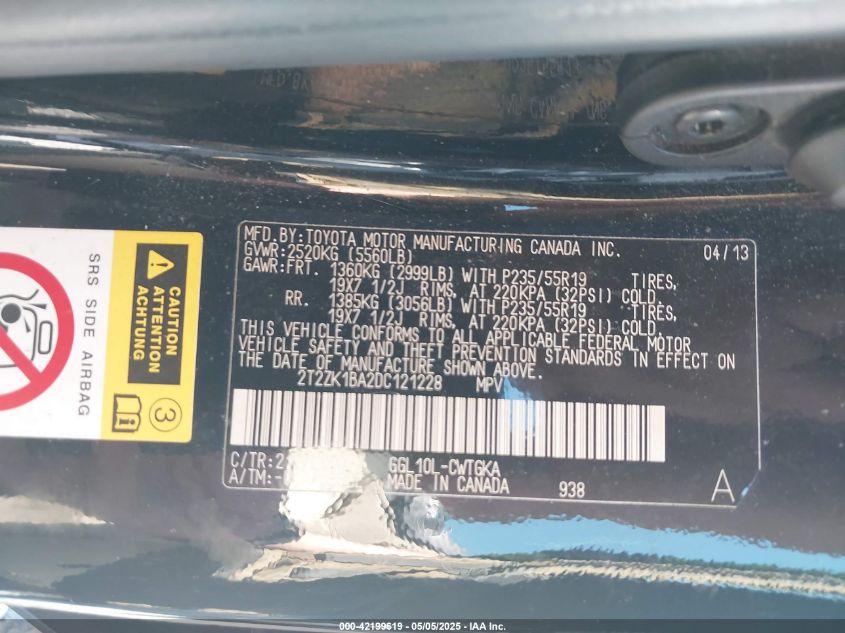 MFD. BY:TOYOTA MOTOR MANUFACTURING CANADA INC. 04/13
GVWR:2520KG (5560LB)
GAWR:FRT. 1360KG (2999LB) WITH P235/55R19 TIRES,
19X7 1/2J RIMS, AT 220KPA (32PSI) COLD.
RR. 1385KG (3056LB) WITH P235/55R19 TIRES,
19X7 1/2J RIMS, AT 220KPA (32PSI) COLD.
THIS VEHICLE CONFORMS TO ALL APPLICABLE FEDERAL MOTOR
VEHICLE SAFETY AND THEFT PREVENTION STANDARDS IN EFFECT ON
THE DATE OF MANUFACTURE SHOWN ABOVE.
2T2ZK1BA2DC121228 MPV
C/TR:2 GGL10L-CWTGKA
A/TM:- MADE IN CANADA 938 A
SRS SIDE AIRBAG
CAUTION
ATTENTION
ACHTUNG
3
000-42199619 - 05/05/2025 - IAA Inc.